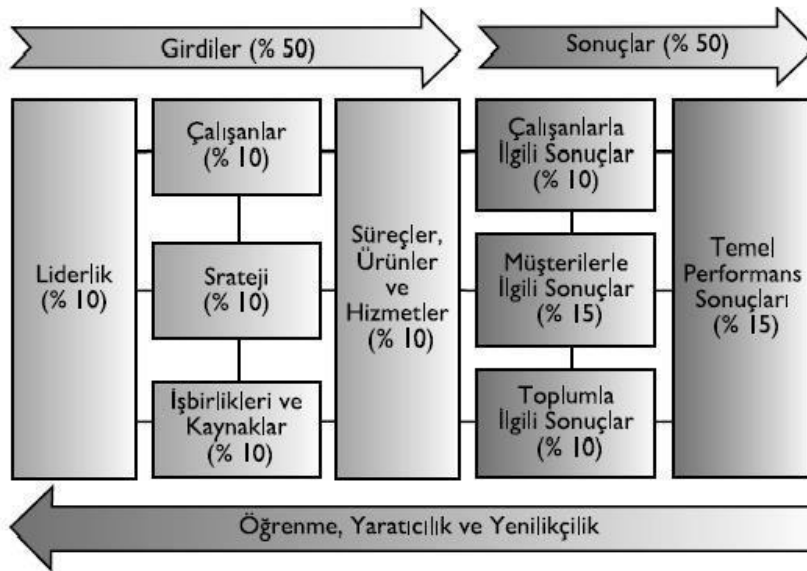 Girdiler (% 50)
Sonuçlar (% 50)
Liderlik
(% 10)
Çalışanlar
(% 10)
Srateji
(% 10)
İşbirlikleri ve
Kaynaklar
(% 10)
Süreçler,
Ürünler
ve
Hizmetler
(% 10)
Çalışanlarla
İlgili Sonuçlar
(% 10)
Müşterilerle
İlgili Sonuçlar
(% 15)
Toplumla
İlgili Sonuçlar
(% 10)
Temel
Performans
Sonuçları
(% 15)
Öğrenme, Yaratıcılık ve Yenilikçilik